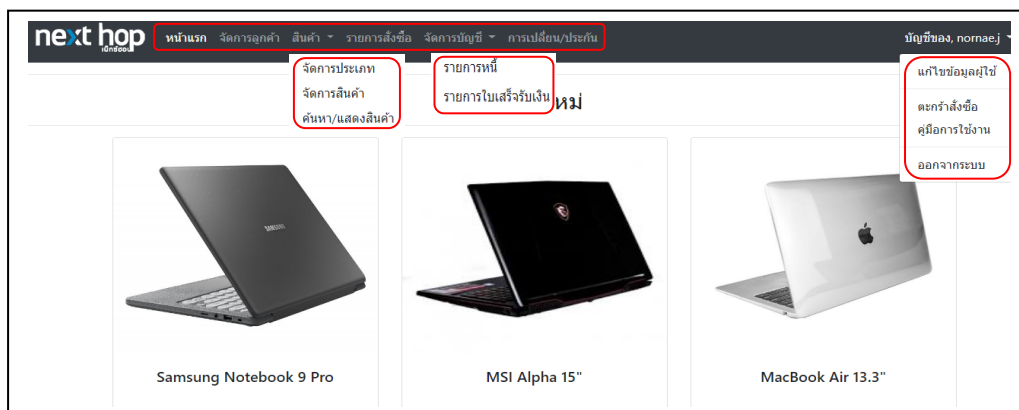 next hop
เน็กซ์ฮอบ
หน้าแรก จัดการลูกค้า สินค้า รายการสั่งซื้อ จัดการบัญชี การเปลี่ยน/ประกัน
บัญชีของ, nornae.j
จัดการประเภท
จัดการสินค้า
ค้นหา/แสดงสินค้า
รายการหนี้
รายการใบเสร็จรับเงิน
ใหม่
แก้ไขข้อมูลผู้ใช้
ตะกร้าสั่งซื้อ
คู่มือการใช้งาน
ออกจากระบบ
SAMSUNG
Samsung Notebook 9 Pro
MSI Alpha 15"
MacBook Air 13.3"